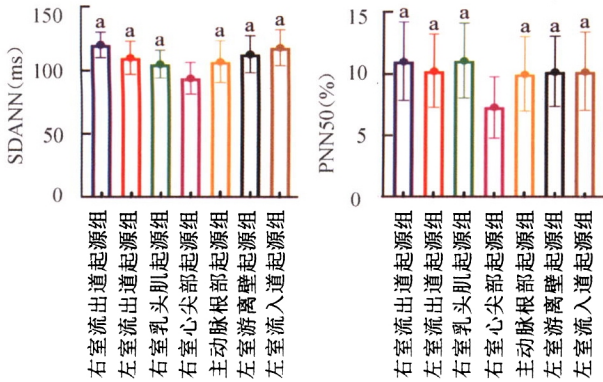 SDANN(ms)
150
100
50
0
a a a a a a
右室流出道起源组
左室流出道起源组
右室乳头肌起源组
右室心尖部起源组
主动脉根部起源组
左室游离壁起源组
左室流入道起源组
PNN50(%)
15
10
5
0
a a a a a a
右室流出道起源组
左室流出道起源组
右室乳头肌起源组
右室心尖部起源组
主动脉根部起源组
左室游离壁起源组
左室流入道起源组